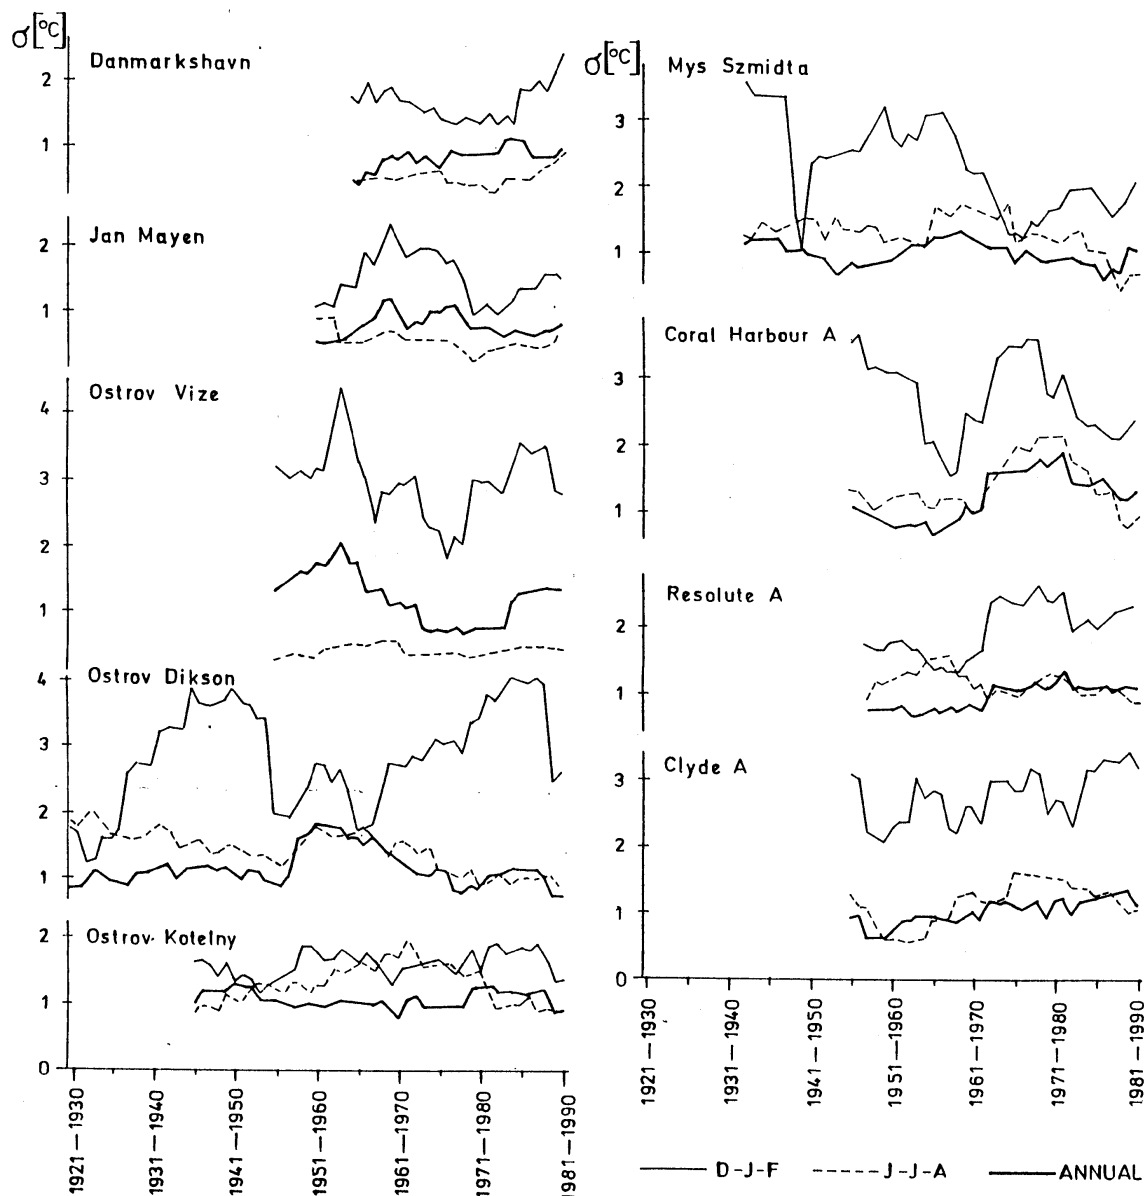 σ[°C]
Danmarkshavn
2
1
Jan Mayen
2
1
Ostrov Vize
4
3
2
1
Ostrov Dikson
4
3
2
1
Ostrov Kotelny
2
1
0
1921—1930
1931—1940
1941—1950
1951—1960
1961—1970
1971—1980
1981—1990
σ[°C]
Mys Szmidta
3
2
1
Coral Harbour A
3
2
1
Resolute A
2
1
Clyde A
3
2
1
0
1921—1930
1931—1940
1941—1950
1951—1960
1961—1970
1971—1980
1981—1990
D-J-F
J-J-A
ANNUAL